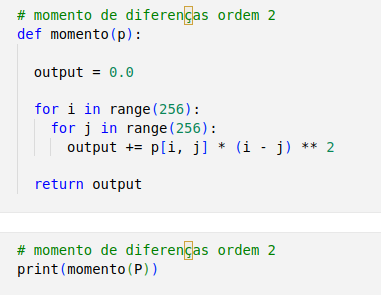 # momento de diferenças ordem 2
def momento(p):
output = 0.0
for i in range(256):
for j in range(256):
output += p[i, j] * (i - j) ** 2
return output
# momento de diferenças ordem 2
print(momento(P))